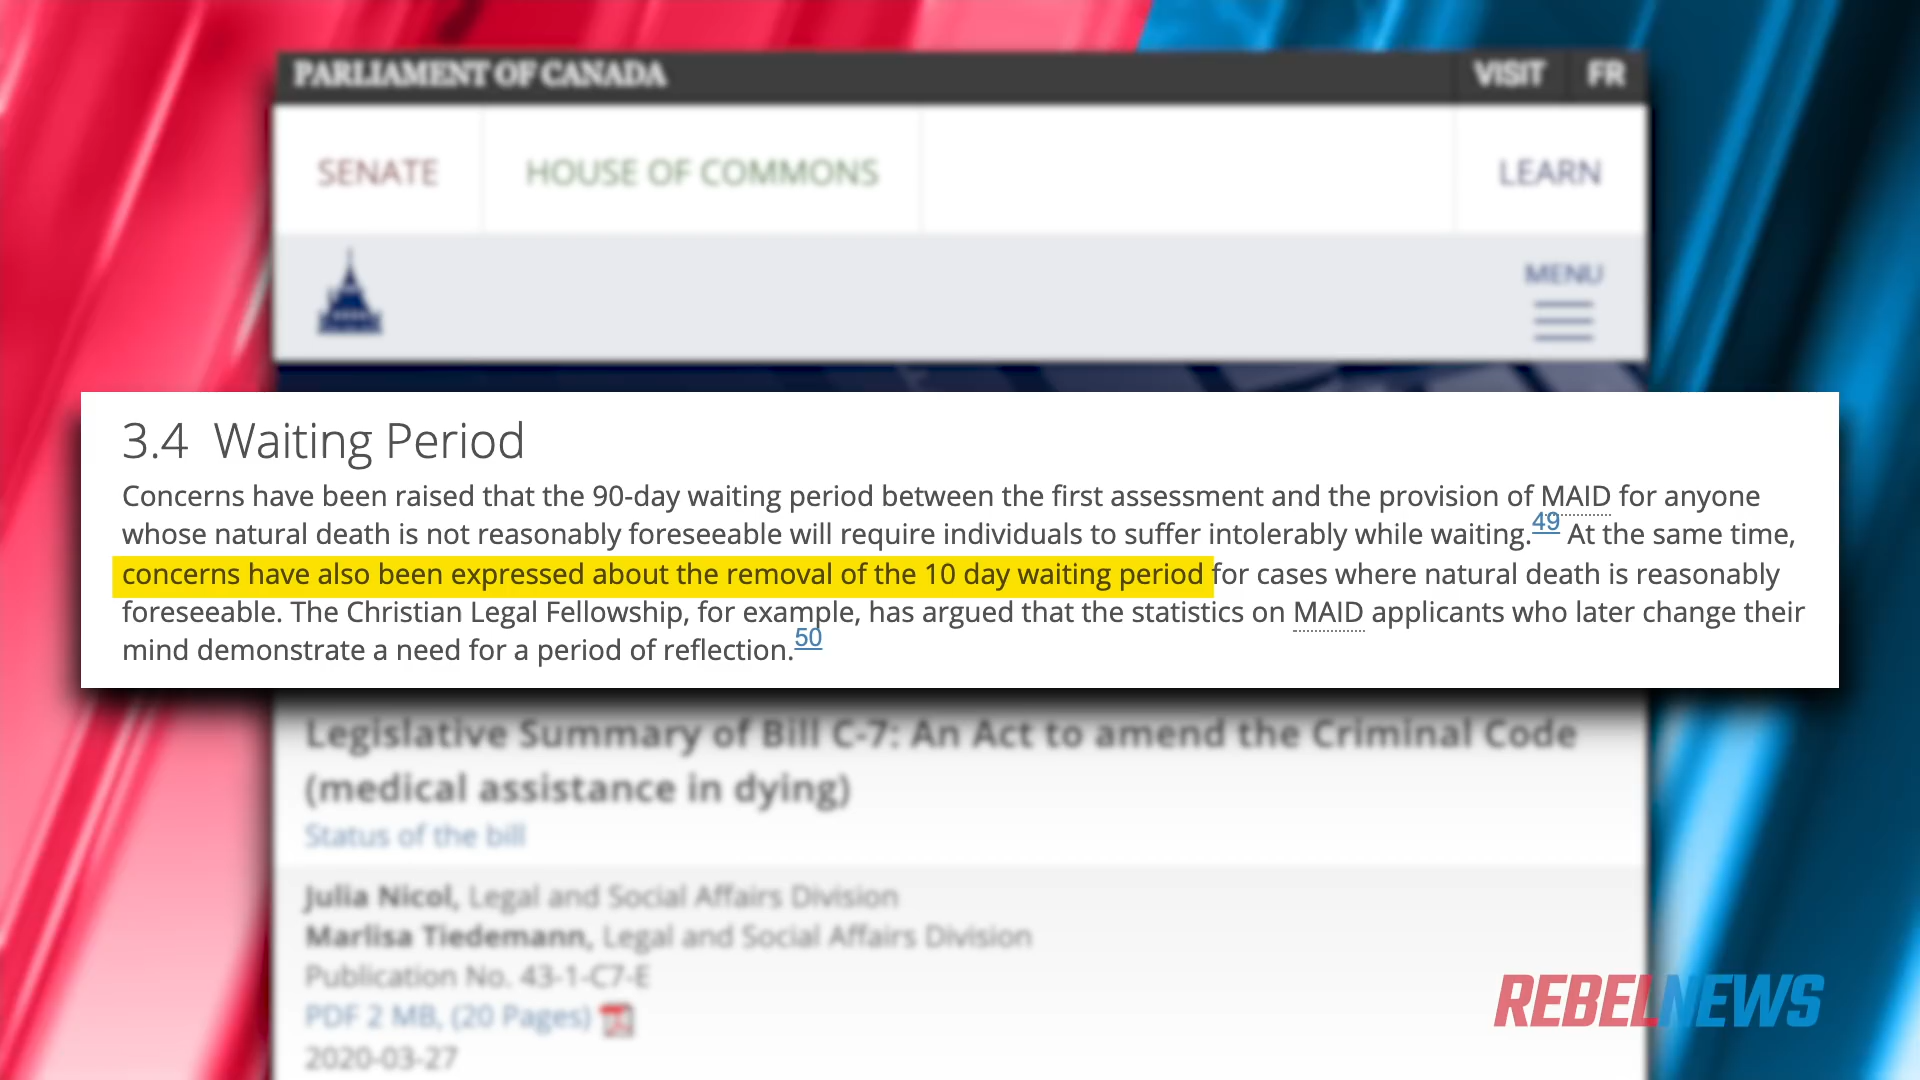 PARLIAMENT OF CANADA VISIT FR
SENATE HOUSE OF COMMONS LEARN
MENU
3.4 Waiting Period
Concerns have been raised that the 90-day waiting period between the first assessment and the provision of MAID for anyone
whose natural death is not reasonably foreseeable will require individuals to suffer intolerably while waiting.49 At the same time,
concerns have also been expressed about the removal of the 10 day waiting period for cases where natural death is reasonably
foreseeable. The Christian Legal Fellowship, for example, has argued that the statistics on MAID applicants who later change their
mind demonstrate a need for a period of reflection.50
Legislative Summary of Bill C-7: An Act to amend the Criminal Code
(medical assistance in dying)
Status of the bill
Julia Nicol, Legal and Social Affairs Division
Marlisa Tiedemann, Legal and Social Affairs Division
Publication No. 43-1-C7-E
PDF 2 MB, (20 Pages)
2020-03-27
REBELNEWS